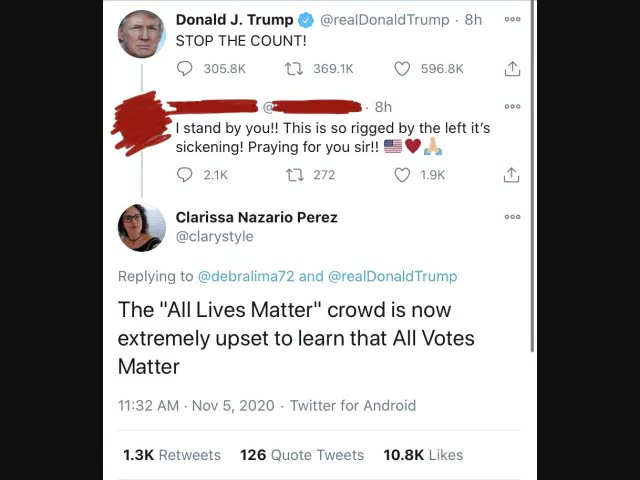 Donald J. Trump @realDonaldTrump · 8h
STOP THE COUNT!
305.8K 369.1K 596.8K
@ · 8h
I stand by you!! This is so rigged by the left it's
sickening! Praying for you sir!! 🇺🇸❤️🙏🏻
2.1K 272 1.9K
Clarissa Nazario Perez
@clarystyle
Replying to @debralima72 and @realDonaldTrump
The "All Lives Matter" crowd is now
extremely upset to learn that All Votes
Matter
11:32 AM · Nov 5, 2020 · Twitter for Android
1.3K Retweets 126 Quote Tweets 10.8K Likes